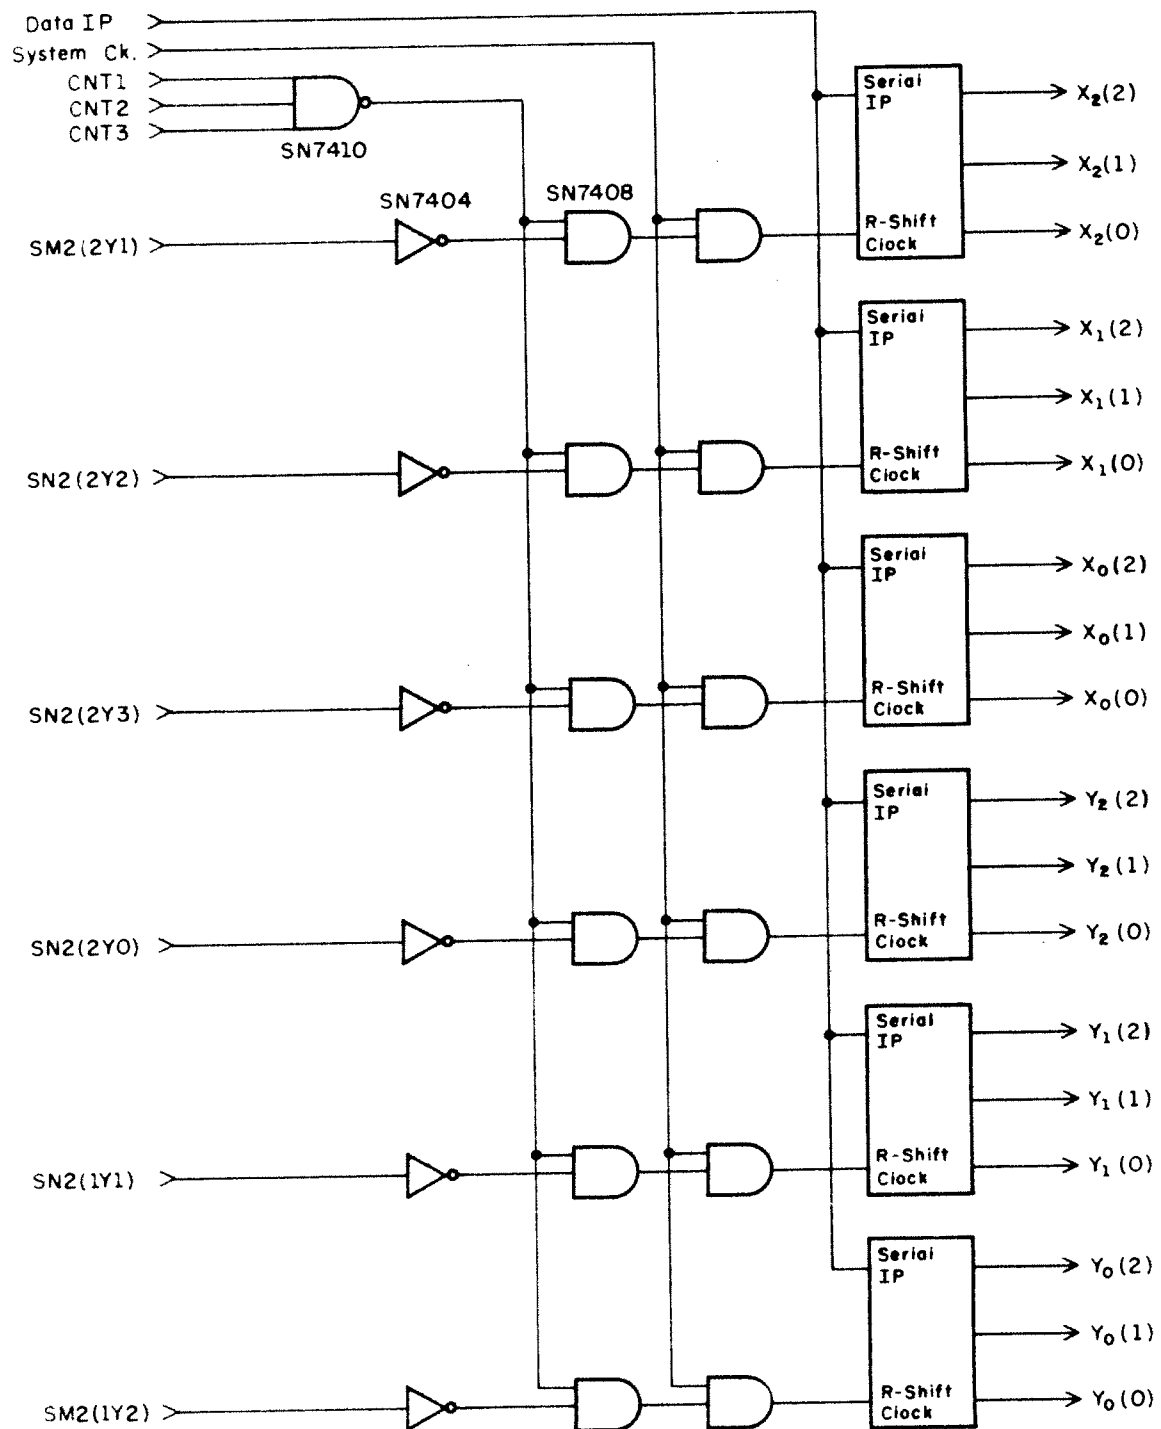 Data IP
System Ck.
CNT1
CNT2
CNT3
SN7410
SN7404
SN7408
SM2(2Y1)
Serial
IP
R-Shift
Clock
X2(2)
X2(1)
X2(0)
SN2(2Y2)
Serial
IP
R-Shift
Clock
X1(2)
X1(1)
X1(0)
SN2(2Y3)
Serial
IP
R-Shift
Clock
X0(2)
X0(1)
X0(0)
SN2(2Y0)
Serial
IP
R-Shift
Clock
Y2(2)
Y2(1)
Y2(0)
SN2(1Y1)
Serial
IP
R-Shift
Clock
Y1(2)
Y1(1)
Y1(0)
SM2(1Y2)
Serial
IP
R-Shift
Clock
Y0(2)
Y0(1)
Y0(0)